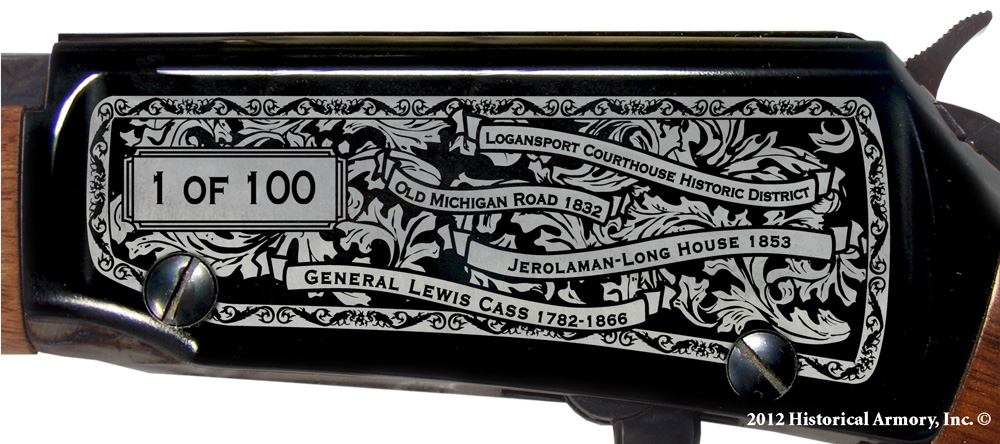 1 OF 100
LOGANSPORT COURTHOUSE HISTORIC DISTRICT
OLD MICHIGAN ROAD 1832
JEROLAMAN-LONG HOUSE 1853
GENERAL LEWIS CASS 1782-1866
2012 Historical Armory, Inc. ©